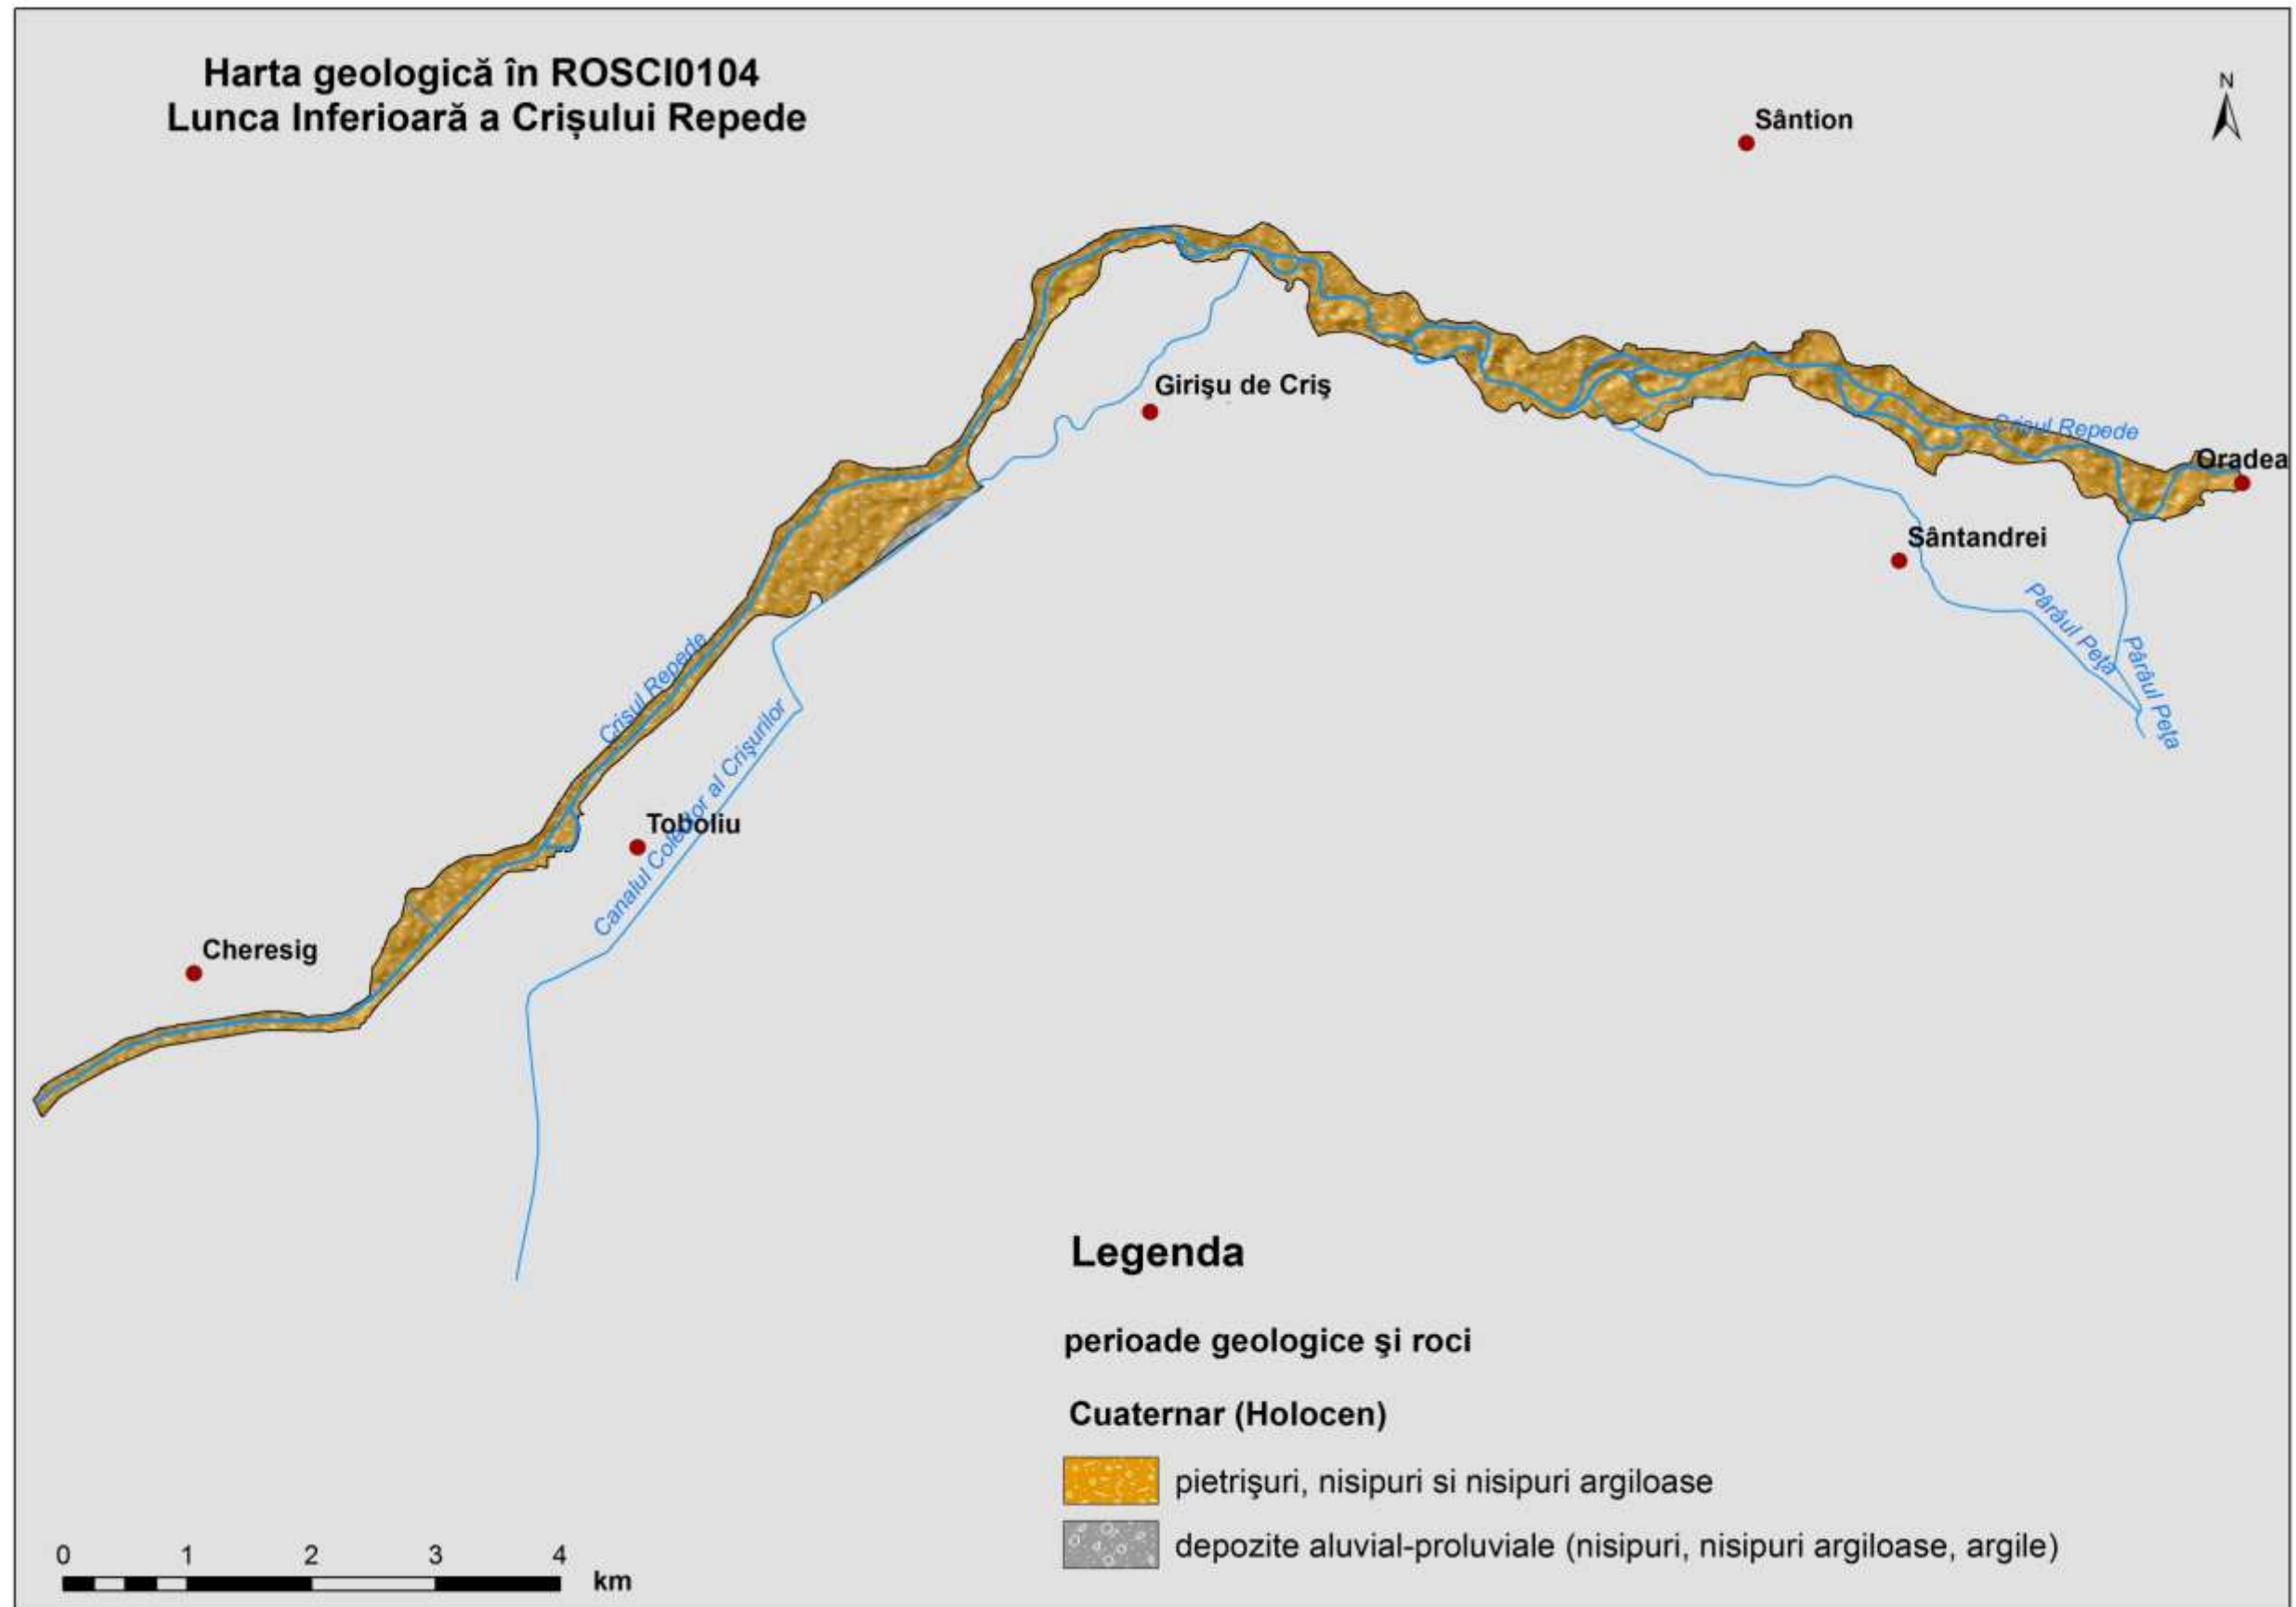 Harta geologică în ROSCI0104
Lunca Inferioară a Crișului Repede
N
Sântion
Girişu de Criş
Crişul Repede
Oradea
Sântandrei
Pârâul Peţa
Pârâul Peţa
Crişul Repede
Canalul Colector al Crişurilor
Toboliu
Cheresig
Legenda
perioade geologice şi roci
Cuaternar (Holocen)
pietrişuri, nisipuri si nisipuri argiloase
depozite aluvial-proluviale (nisipuri, nisipuri argiloase, argile)
0 1 2 3 4
km